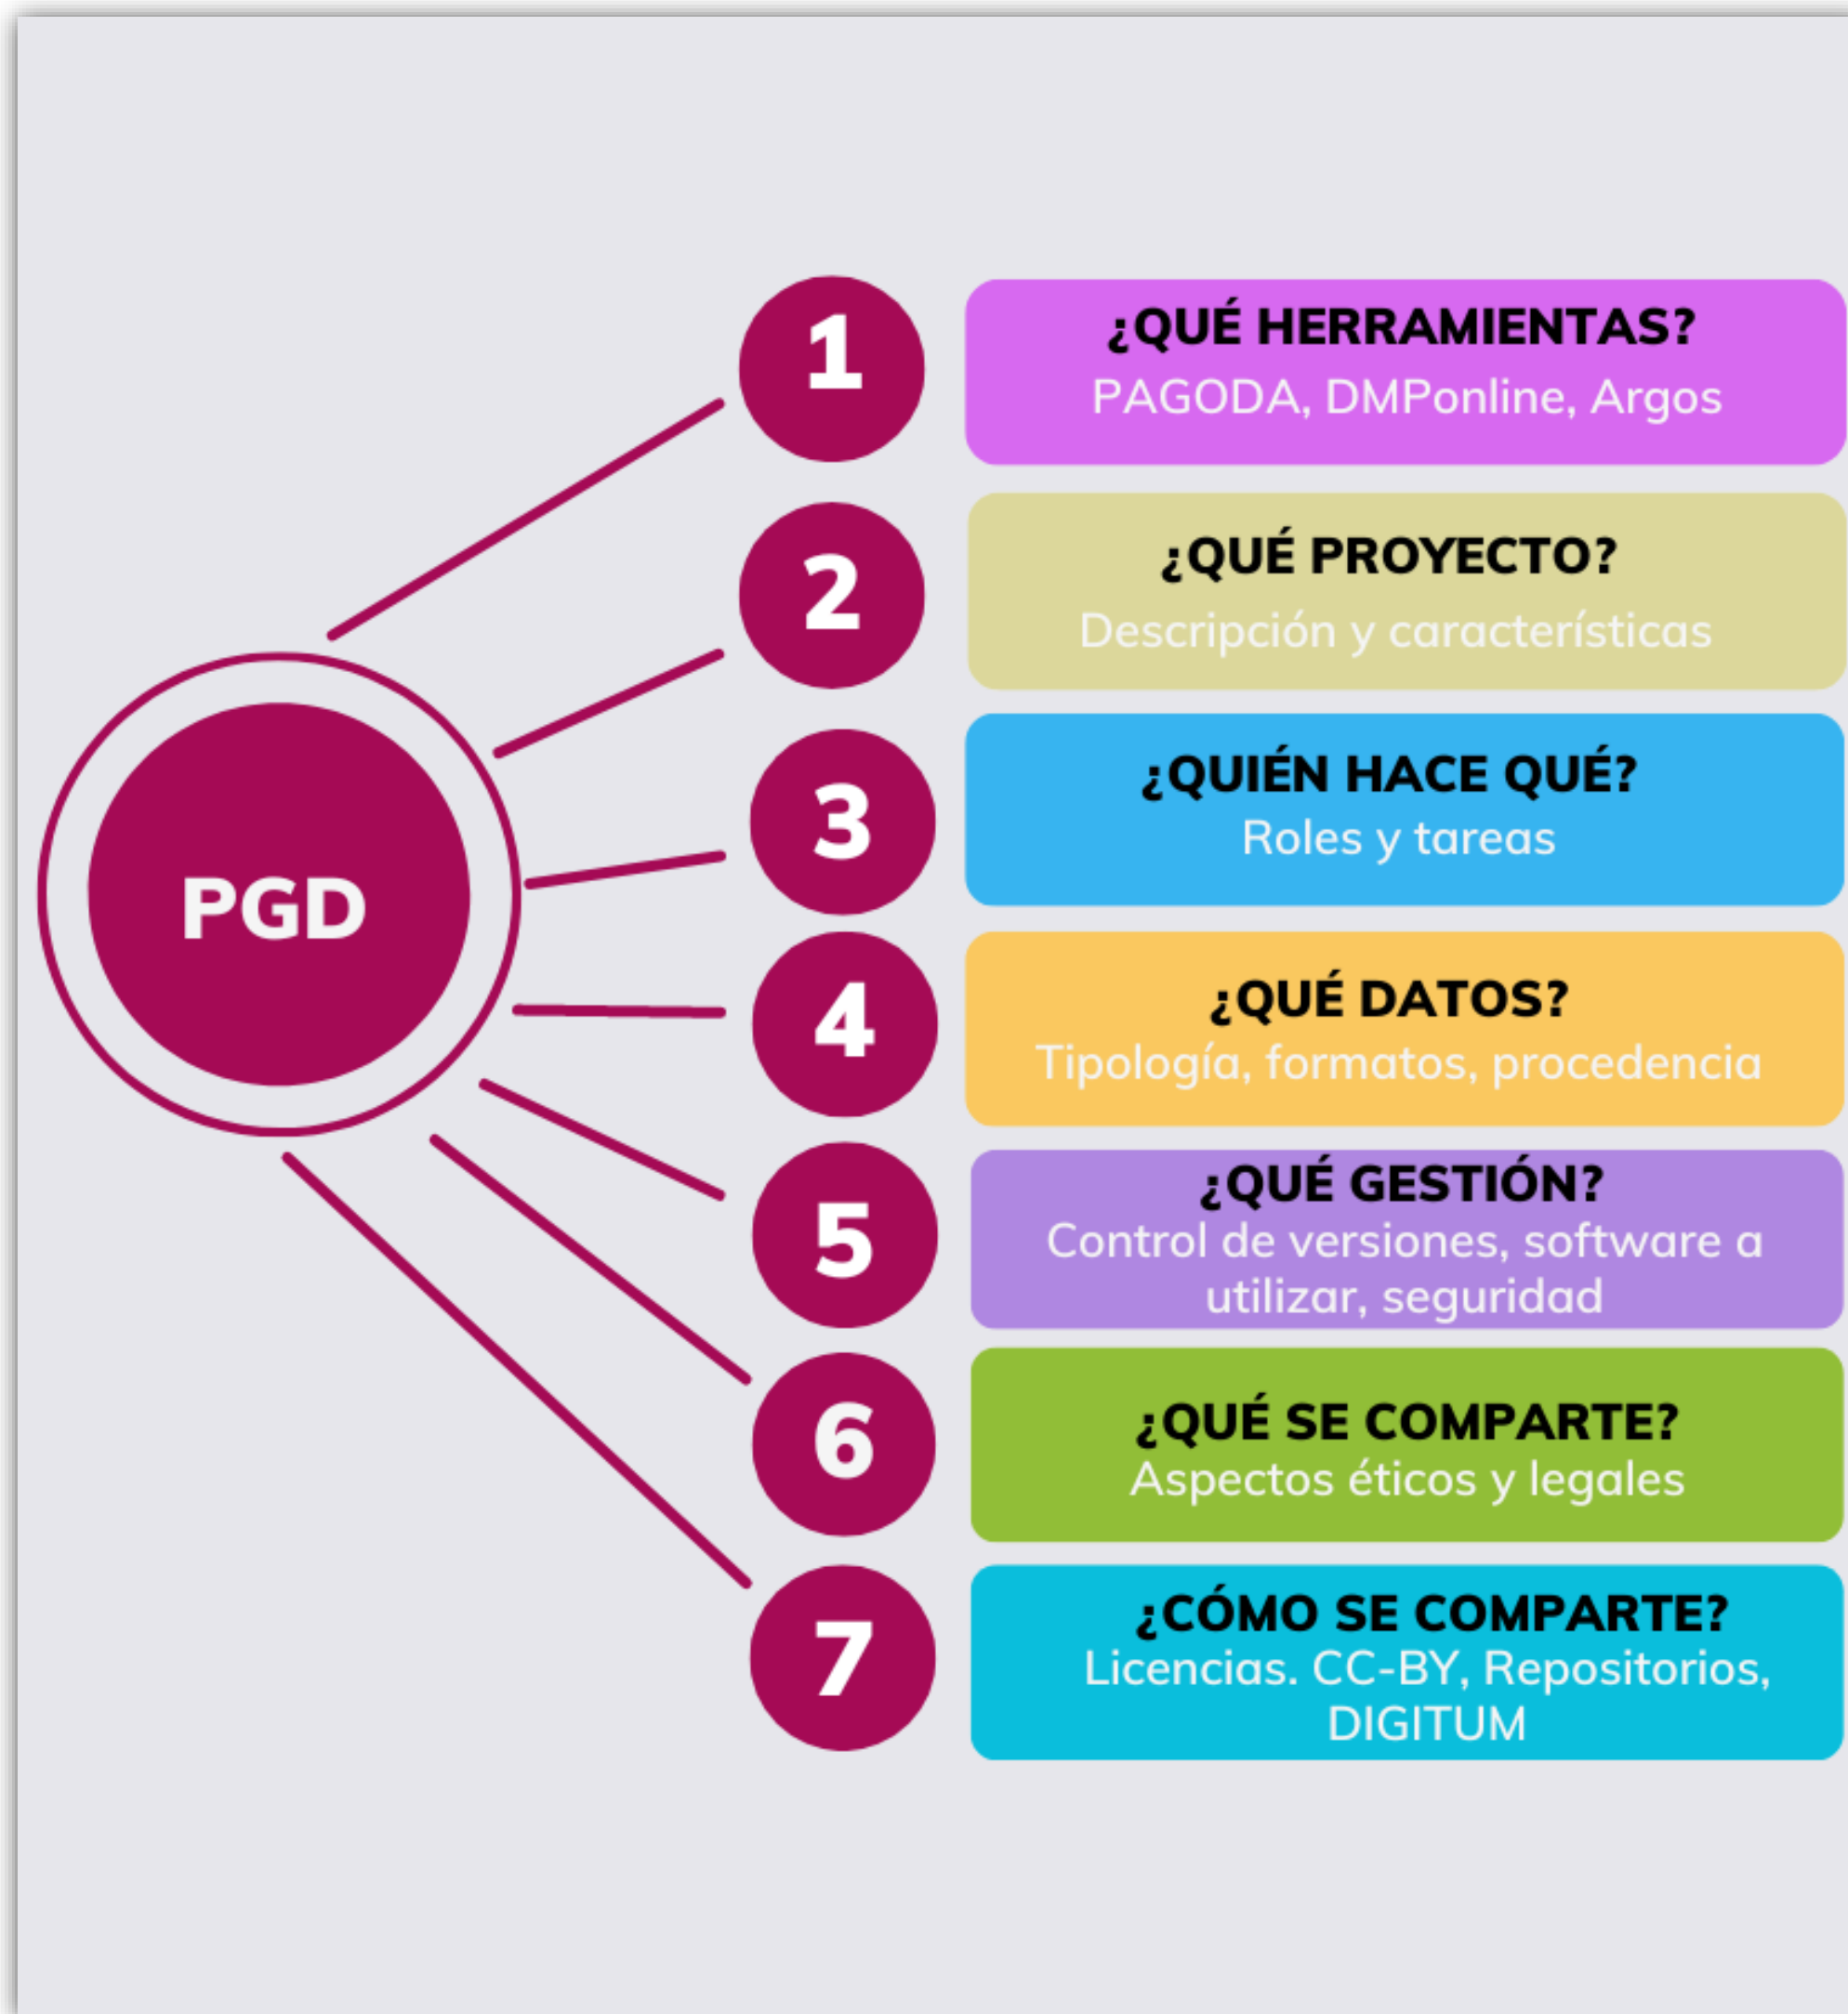 PGD
1
¿QUÉ HERRAMIENTAS?
PAGODA, DMPonline, Argos
2
¿QUÉ PROYECTO?
Descripción y características
3
¿QUIÉN HACE QUÉ?
Roles y tareas
4
¿QUÉ DATOS?
Tipología, formatos, procedencia
5
¿QUÉ GESTIÓN?
Control de versiones, software a
utilizar, seguridad
6
¿QUÉ SE COMPARTE?
Aspectos éticos y legales
7
¿CÓMO SE COMPARTE?
Licencias. CC-BY, Repositorios,
DIGITUM